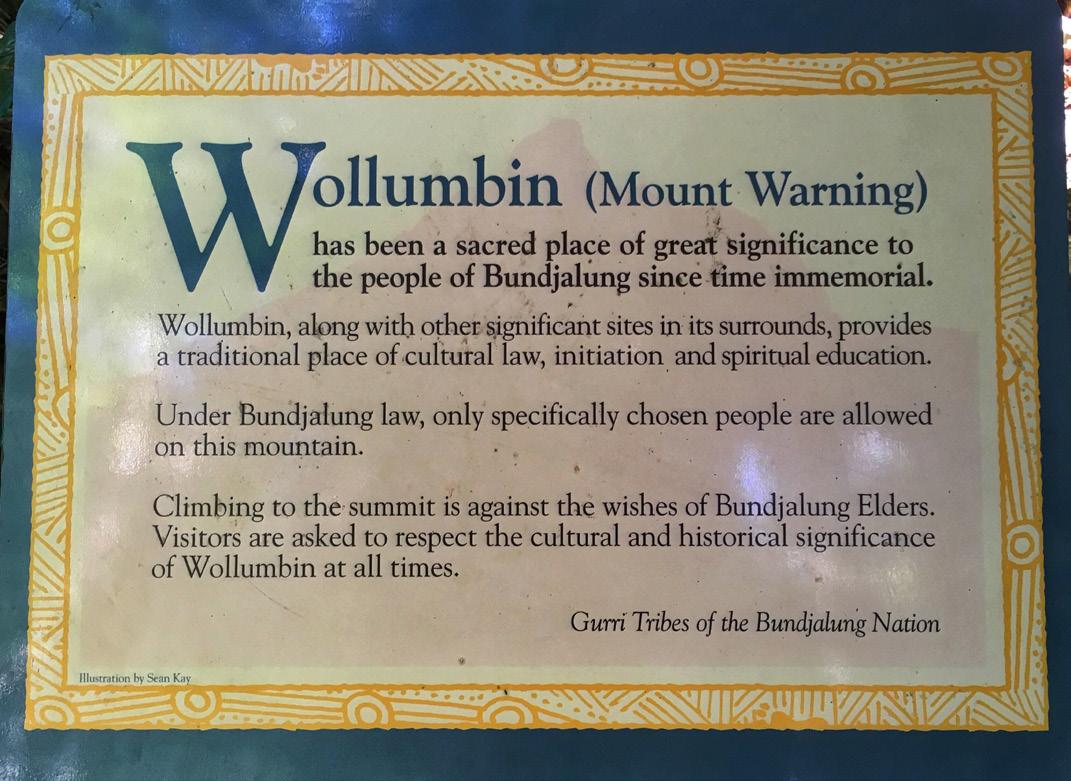 Wollumbin (Mount Warning)
has been a sacred place of great significance to
the people of Bundjalung since time immemorial.
Wollumbin, along with other significant sites in its surrounds, provides
a traditional place of cultural law, initiation and spiritual education.
Under Bundjalung law, only specifically chosen people are allowed
on this mountain.
Climbing to the summit is against the wishes of Bundjalung Elders.
Visitors are asked to respect the cultural and historical significance
of Wollumbin at all times.
Gurri Tribes of the Bundjalung Nation
Illustration by Sean Kay